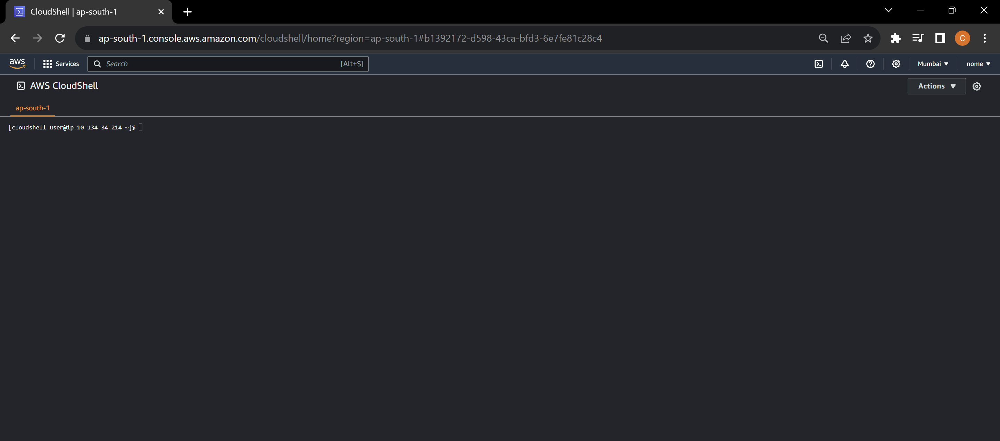 CloudShell | ap-south-1
ap-south-1.console.aws.amazon.com/cloudshell/home?region=ap-south-1#b1392172-d598-43ca-bfd3-6e7fe81c28c4
C
aws Services Search [Alt+S] Mumbai nome
AWS CloudShell Actions
ap-south-1
[cloudshell-user@ip-10-134-34-214 ~]$